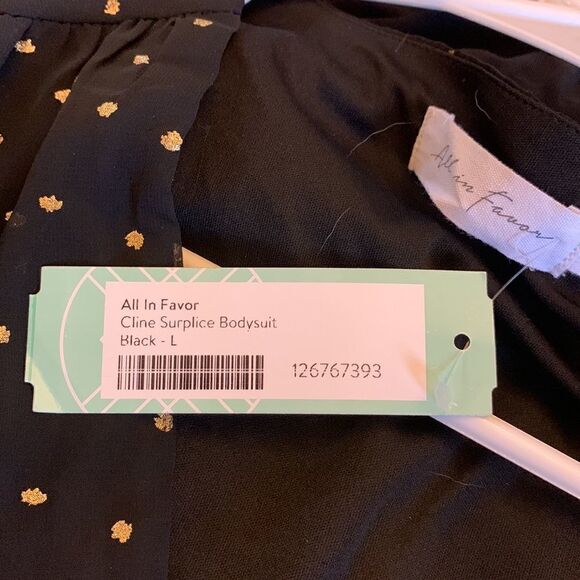 All in favor
All In Favor
Cline Surplice Bodysuit
Black - L
126767393